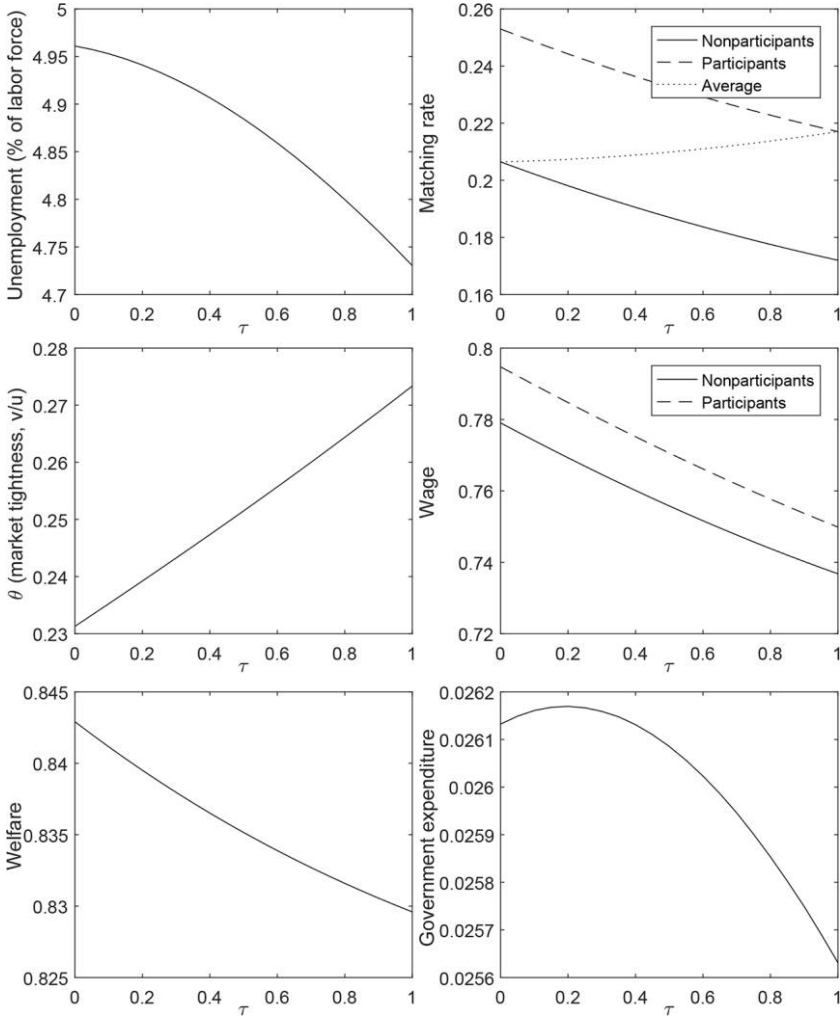 5
4.95
4.9
4.85
4.8
4.75
4.7
Unemployment (% of labor force)
0 0.2 0.4 0.6 0.8 1
τ
0.26
0.24
0.22
0.2
0.18
0.16
Matching rate
Nonparticipants
Participants
Average
0 0.2 0.4 0.6 0.8 1
τ
0.28
0.27
0.26
0.25
0.24
0.23
θ (market tightness, v/u)
0 0.2 0.4 0.6 0.8 1
τ
0.8
0.78
0.76
0.74
0.72
Wage
Nonparticipants
Participants
0 0.2 0.4 0.6 0.8 1
τ
0.845
0.84
0.835
0.83
0.825
Welfare
0 0.2 0.4 0.6 0.8 1
τ
0.0262
0.0261
0.026
0.0259
0.0258
0.0257
0.0256
Government expenditure
0 0.2 0.4 0.6 0.8 1
τ